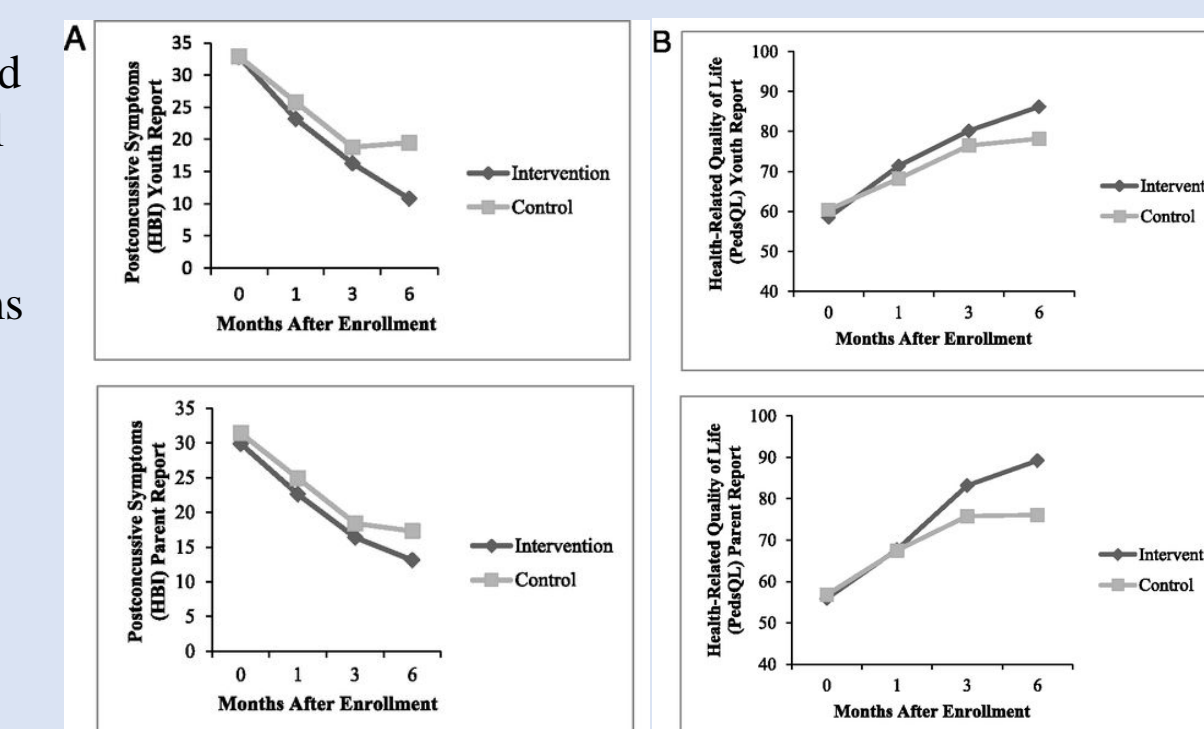 A
35
30
25
20
15
10
5
0
Postconcussive Symptoms
(HBI) Youth Report
0 1 3 6
Months After Enrollment
Intervention
Control
35
30
25
20
15
10
5
0
Postconcussive Symptoms
(HBI) Parent Report
0 1 3 6
Months After Enrollment
Intervention
Control
B
100
90
80
70
60
50
40
Health-Related Quality of Life
(PedsQL) Youth Report
0 1 3 6
Months After Enrollment
Intervent
Control
100
90
80
70
60
50
40
Health-Related Quality of Life
(PedsQL) Parent Report
0 1 3 6
Months After Enrollment
Intervent
Control